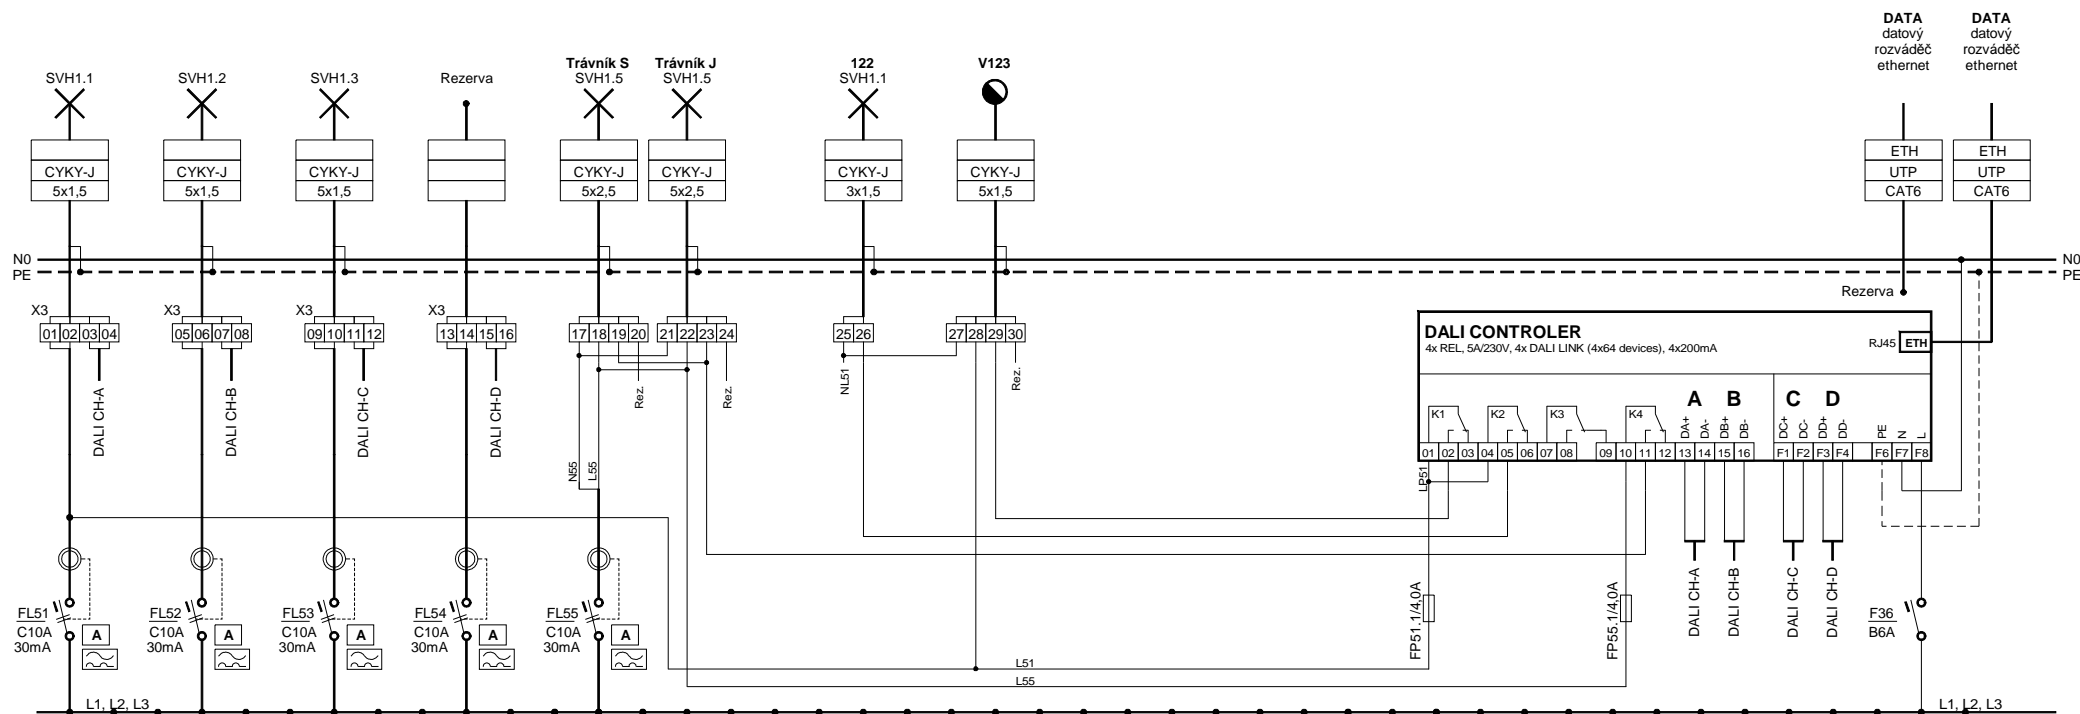 DATA
datový
rozváděč
ethernet
DATA
datový
rozváděč
ethernet
SVH1.1
SVH1.2
SVH1.3
Rezerva
Trávník S
SVH1.5
Trávník J
SVH1.5
122
SVH1.1
V123
CYKY-J
5x1,5
CYKY-J
5x1,5
CYKY-J
5x1,5
CYKY-J
5x2,5
CYKY-J
5x2,5
CYKY-J
3x1,5
CYKY-J
5x1,5
ETH
UTP
CAT6
ETH
UTP
CAT6
N0
PE
N0
PE
Rezerva
X3
01 02 03 04
X3
05 06 07 08
X3
09 10 11 12
X3
13 14 15 16
17 18 19 20
21 22 23 24
25 26
27 28 29 30
DALI CH-A
DALI CH-B
DALI CH-C
DALI CH-D
Rez.
Rez.
NL51
Rez.
N55
L55
DALI CONTROLER
4x REL, 5A/230V, 4x DALI LINK (4x64 devices), 4x200mA
RJ45 ETH
A B C D
K1 K2 K3 K4
DA+ DA- DB+ DB- DC+ DC- DD+ DD- PE N L
01 02 03 04 05 06 07 08 09 10 11 12 13 14 15 16 F1 F2 F3 F4 F6 F7 F8
LP51
FP51.1/4,0A
FP55.1/4,0A
DALI CH-A
DALI CH-B
DALI CH-C
DALI CH-D
FL51
C10A
30mA
A
FL52
C10A
30mA
A
FL53
C10A
30mA
A
FL54
C10A
30mA
A
FL55
C10A
30mA
A
F36
B6A
L51
L55
L1, L2, L3
L1, L2, L3